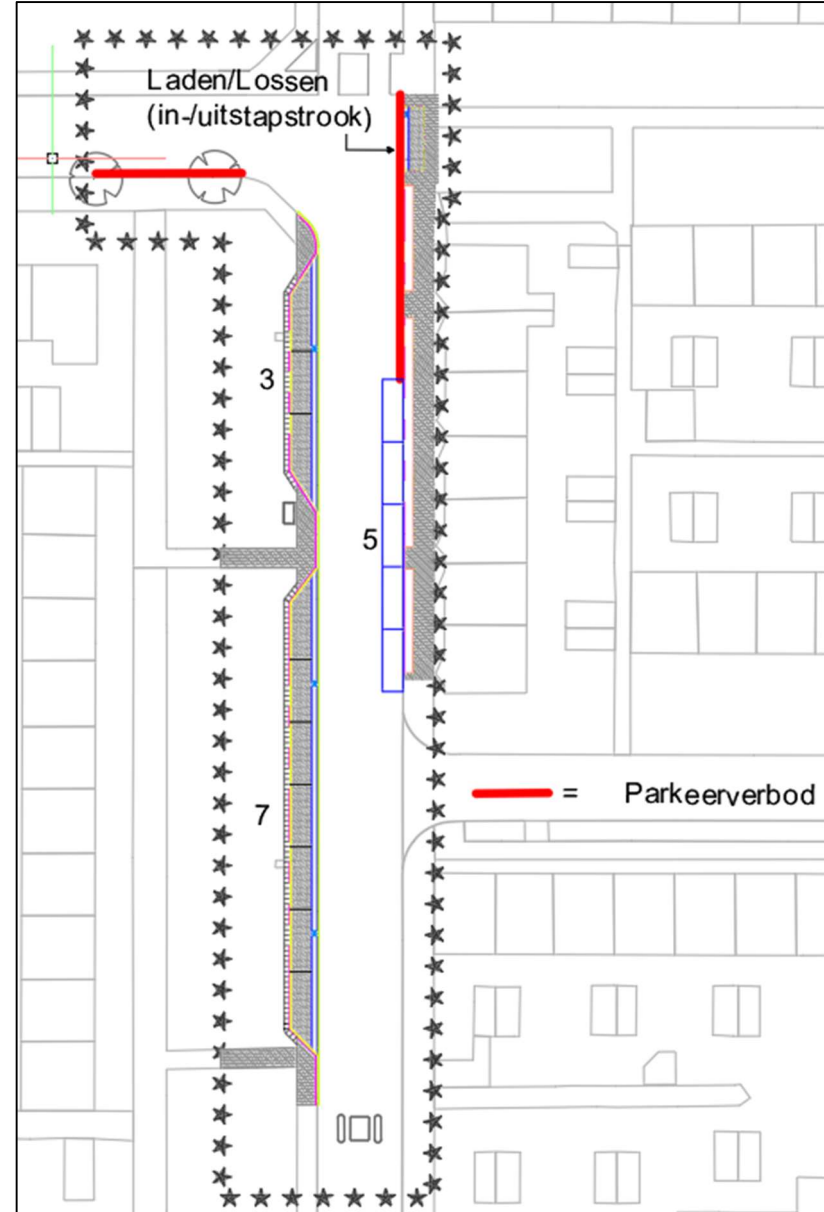 Laden/Lossen
(in-/uitstapstrook)
3
5
7
= Parkeerverbod